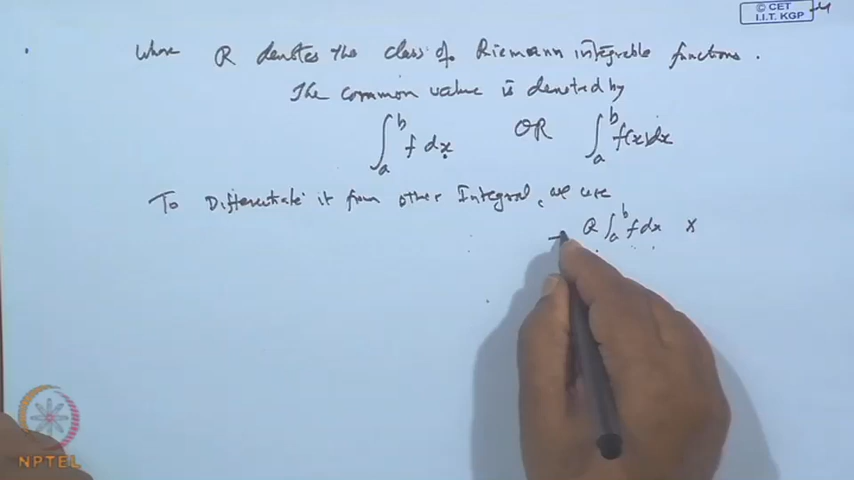 © CET
I.I.T. KGP
Where R denotes the class of Riemann integrable functions.
The common value is denoted by
∫_a^b f dx OR ∫_a^b f(x)dx
To Differentiate it from other Integral, we use
R ∫_a^b f dx x
NPTEL